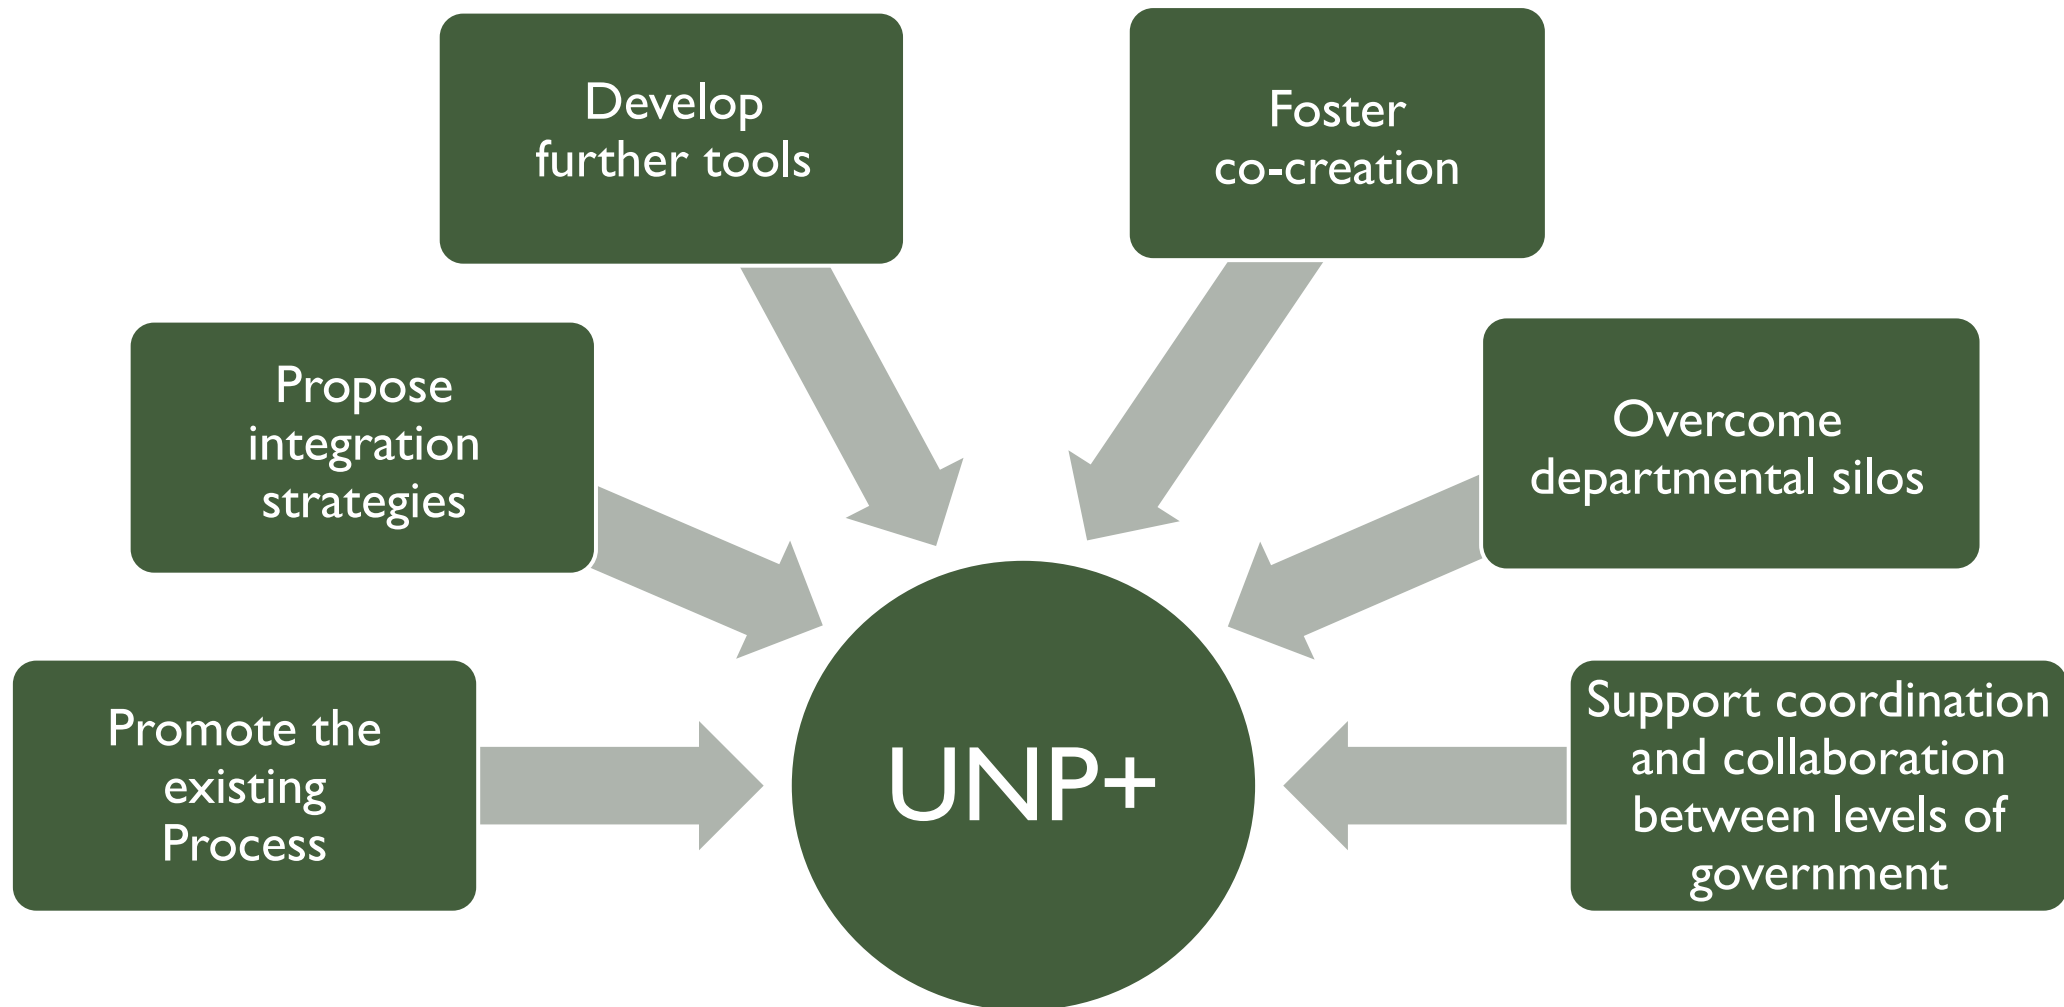 Develop
further tools
Foster
co-creation
Propose
integration
strategies
Overcome
departmental silos
Promote the
existing
Process
UNP+
Support coordination
and collaboration
between levels of
government